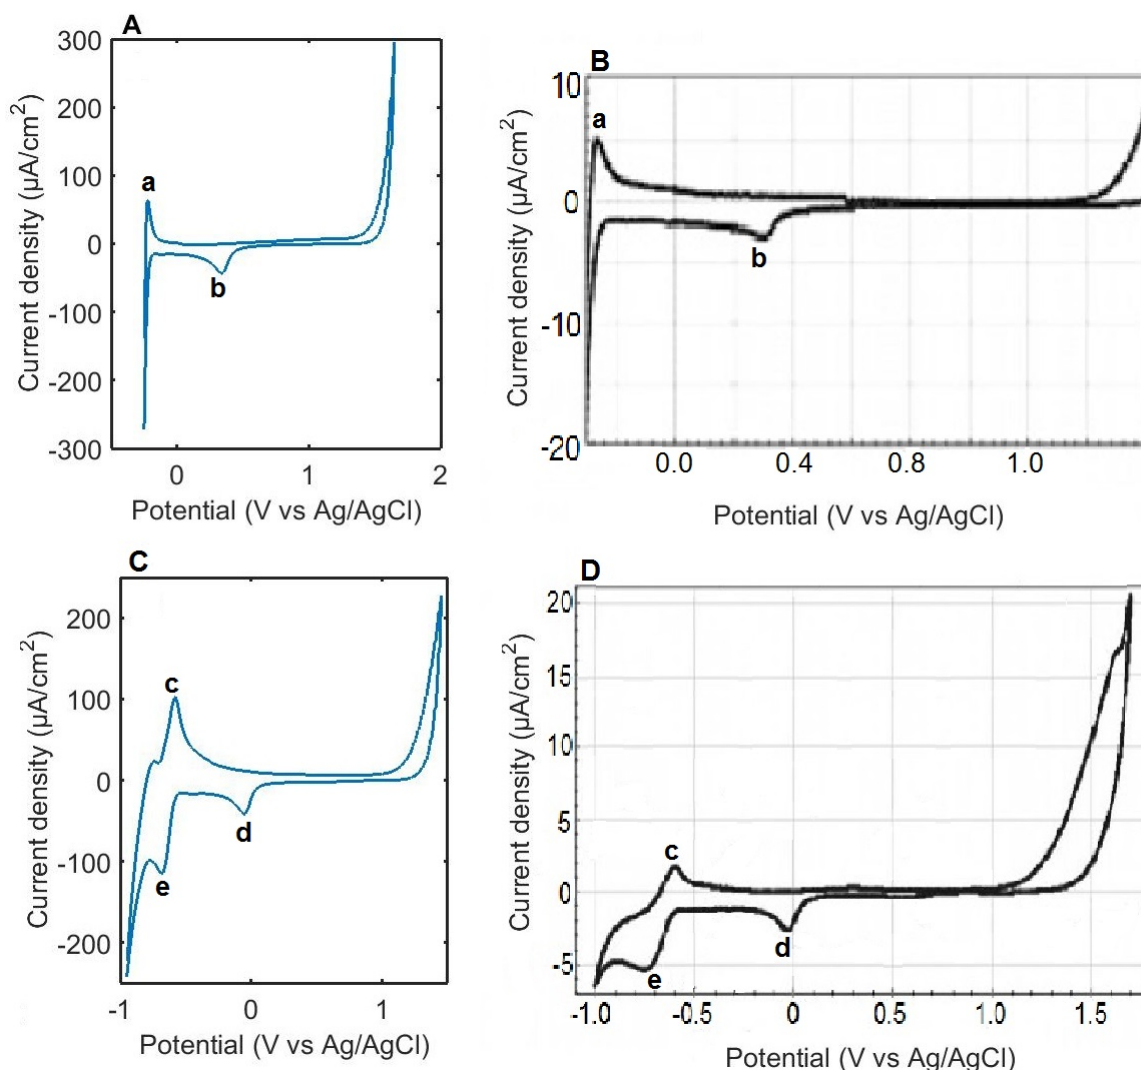 A
300
200
100
0
-100
-200
-300
0
1
2
a
b
Current density (µA/cm²)
Potential (V vs Ag/AgCl)
B
10
0
-10
-20
0.0
0.4
0.8
1.0
a
b
Current density (µA/cm²)
Potential (V vs Ag/AgCl)
C
200
100
0
-100
-200
-1
0
1
c
d
e
Current density (µA/cm²)
Potential (V vs Ag/AgCl)
D
20
15
10
5
0
-5
-1.0
-0.5
0
0.5
1.0
1.5
c
d
e
Current density (µA/cm²)
Potential (V vs Ag/AgCl)